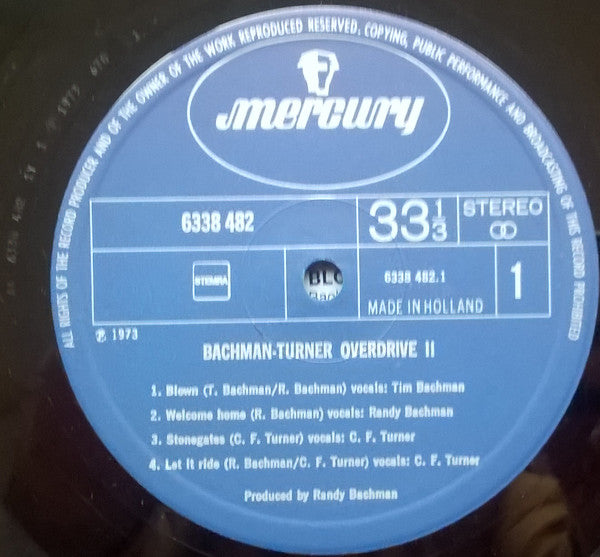 ALL RIGHTS OF THE RECORD PRODUCER AND OF THE OWNER OF THE WORK REPRODUCED RESERVED. COPYING, PUBLIC PERFORMANCE AND BROADCASTING OF THIS RECORD PROHIBITED
mercury
6338 482
33 1/3
STEREO
STEMRA
BLO
6338 482.1
MADE IN HOLLAND
1
℗ 1973
BACHMAN-TURNER OVERDRIVE II
1. Blown (T. Bachman/R. Bachman) vocals: Tim Bachman
2. Welcome home (R. Bachman) vocals: Randy Bachman
3. Stonegates (C. F. Turner) vocals: C. F. Turner
4. Let it ride (R. Bachman/C. F. Turner) vocals: C. F. Turner
Produced by Randy Bachman